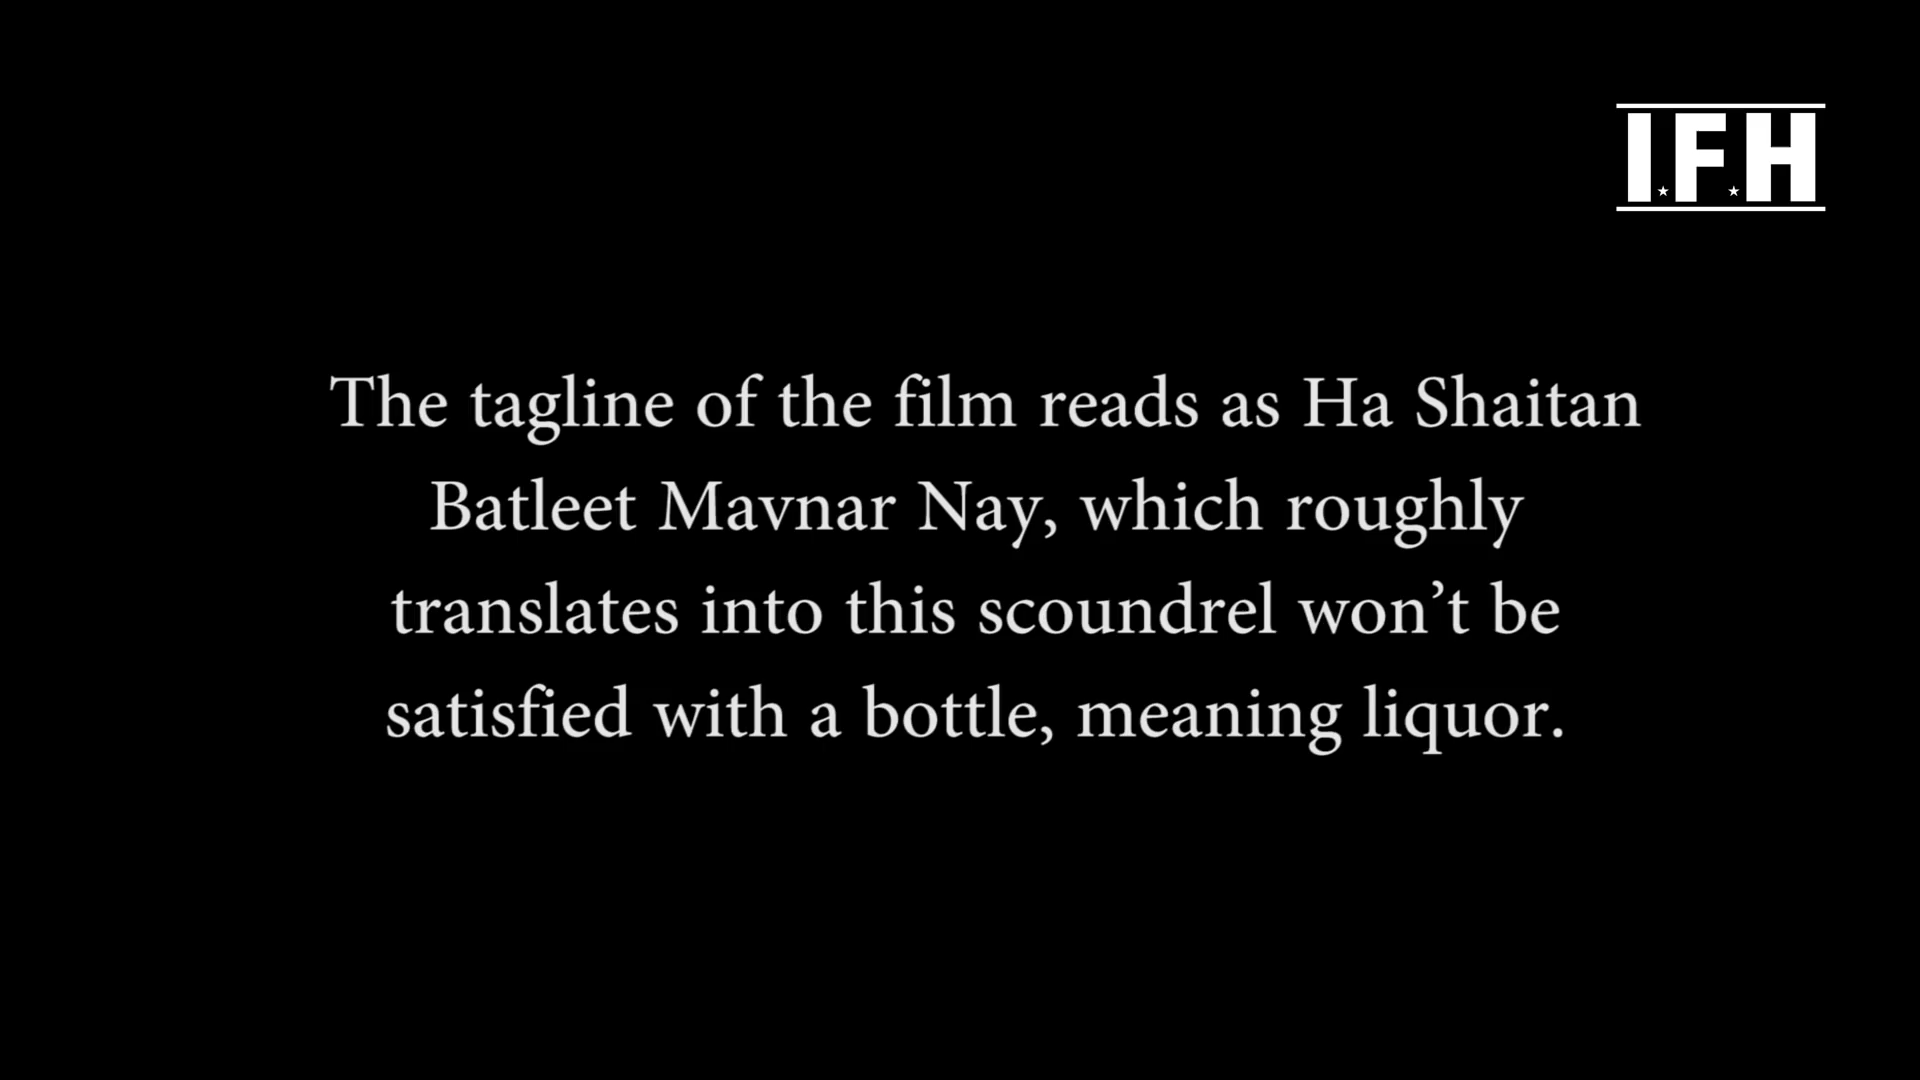 I.F.H
The tagline of the film reads as Ha Shaitan
Batleet Mavnar Nay, which roughly
translates into this scoundrel won’t be
satisfied with a bottle, meaning liquor.